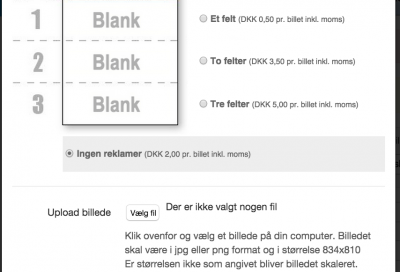 1 Blank Et felt (DKK 0,50 pr. billet inkl. moms)
2 Blank To felter (DKK 3,50 pr. billet inkl. moms)
3 Blank Tre felter (DKK 5,00 pr. billet inkl. moms)
Ingen reklamer (DKK 2,00 pr. billet inkl. moms)
Upload billede Vælg fil Der er ikke valgt nogen fil
Klik ovenfor og vælg et billede på din computer. Billedet
skal være i jpg eller png format og i størrelse 834x810
Er størrelsen ikke som angivet bliver billedet skaleret.